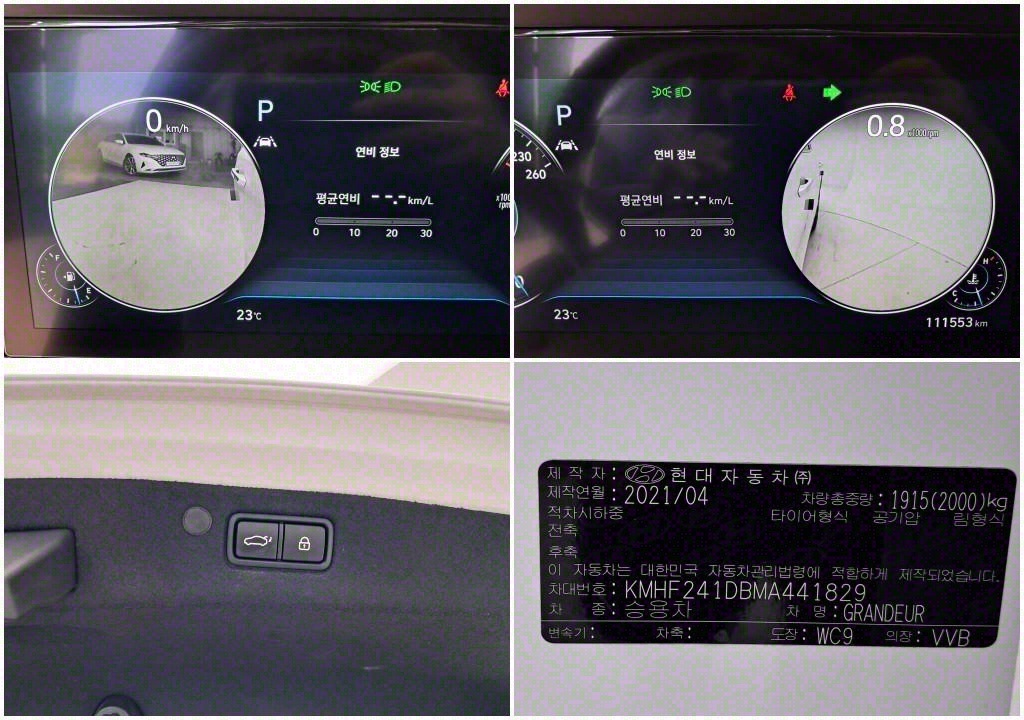 0 km/h
P
연비 정보
평균연비 --.- km/L
0 10 20 30
F
E
23℃
x100
rpm
P
230
260
0.8 x1000rpm
연비 정보
평균연비 --.- km/L
0 10 20 30
H
C
23℃
111553 km
제 작 자 : 현대자동차㈜
제작연월 : 2021/04 차량총중량 : 1915(2000)kg
적차시하중 타이어형식 공기압 림형식
전축
후축
이 자동차는 대한민국 자동차관리법령에 적합하게 제작되었습니다.
차대번호 : KMHF241DBMA441829
차 종 : 승용차 차 명 : GRANDEUR
변속기 : 차축 : 도장 : WC9 의장 : VVB